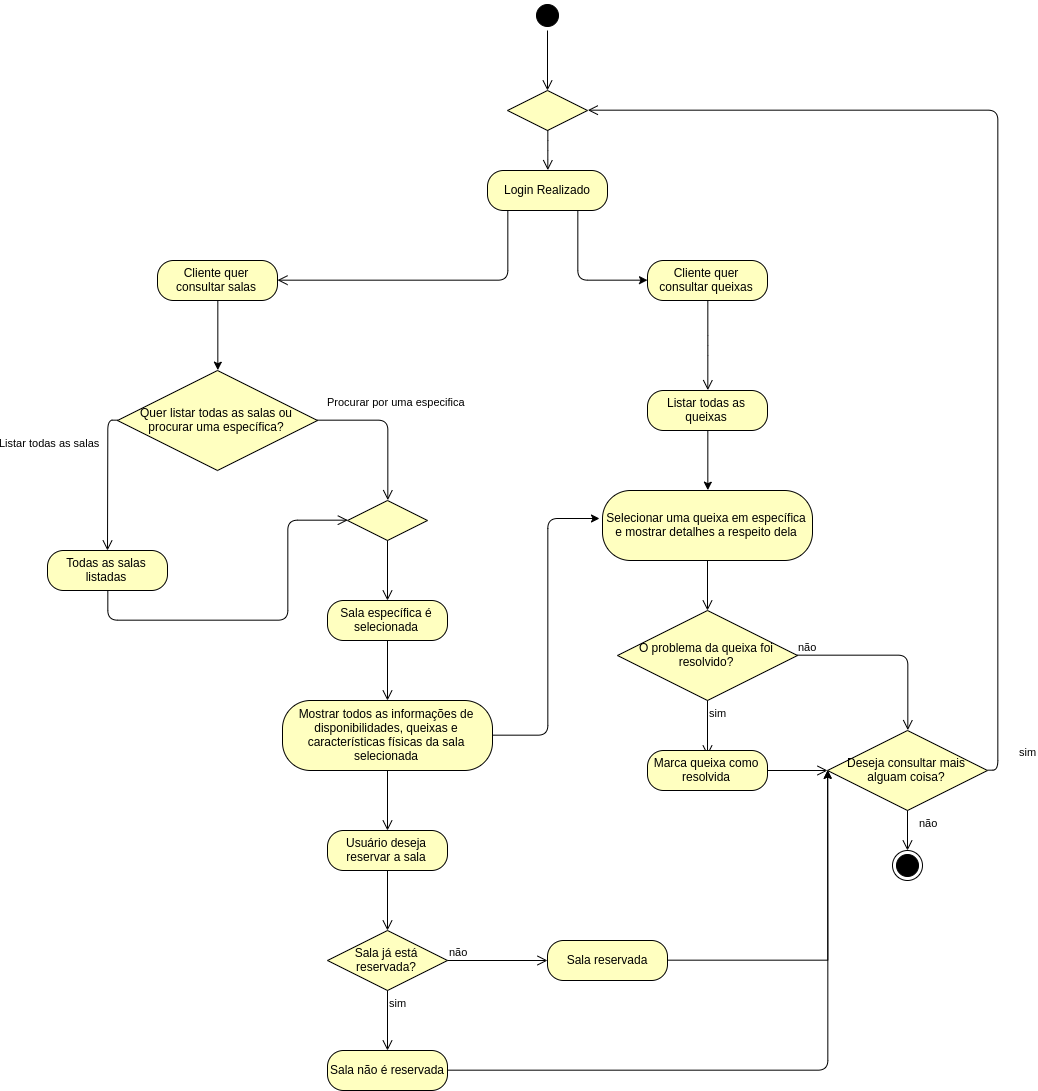 Login Realizado
Cliente quer
consultar salas
Cliente quer
consultar queixas
Quer listar todas as salas ou
procurar uma específica?
Procurar por uma especifica
Listar todas as salas
Listar todas as
queixas
Selecionar uma queixa em específica
e mostrar detalhes a respeito dela
Todas as salas
listadas
Sala específica é
selecionada
O problema da queixa foi
resolvido?
não
sim
Mostrar todos as informações de
disponibilidades, queixas e
características físicas da sala
selecionada
Marca queixa como
resolvida
Deseja consultar mais
alguam coisa?
sim
não
Usuário deseja
reservar a sala
Sala já está
reservada?
não
Sala reservada
sim
Sala não é reservada